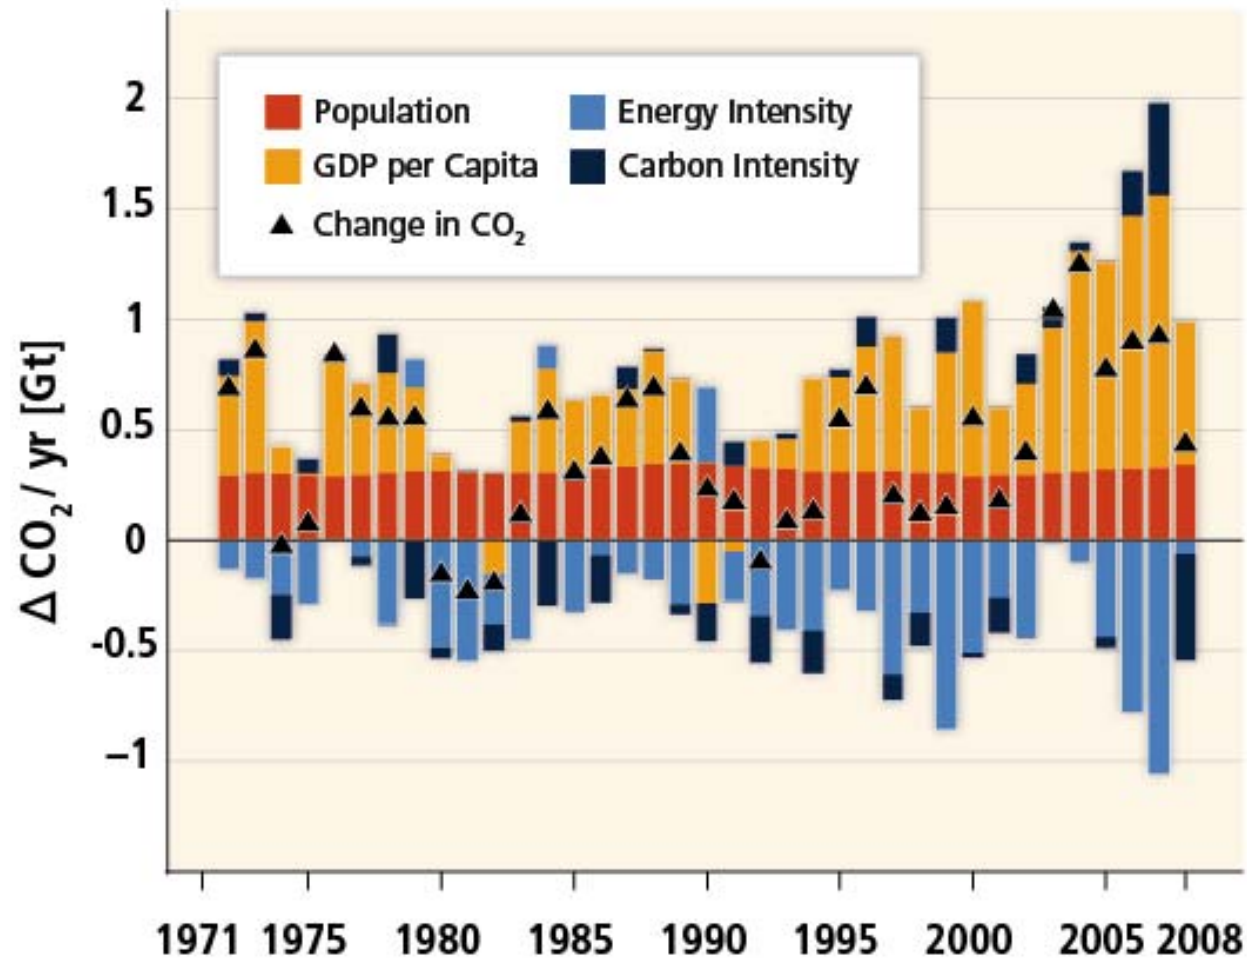 Population
Energy Intensity
GDP per Capita
Carbon Intensity
Change in CO₂
Δ CO₂ / yr [Gt]
2
1.5
1
0.5
0
-0.5
–1
1971 1975 1980 1985 1990 1995 2000 2005 2008